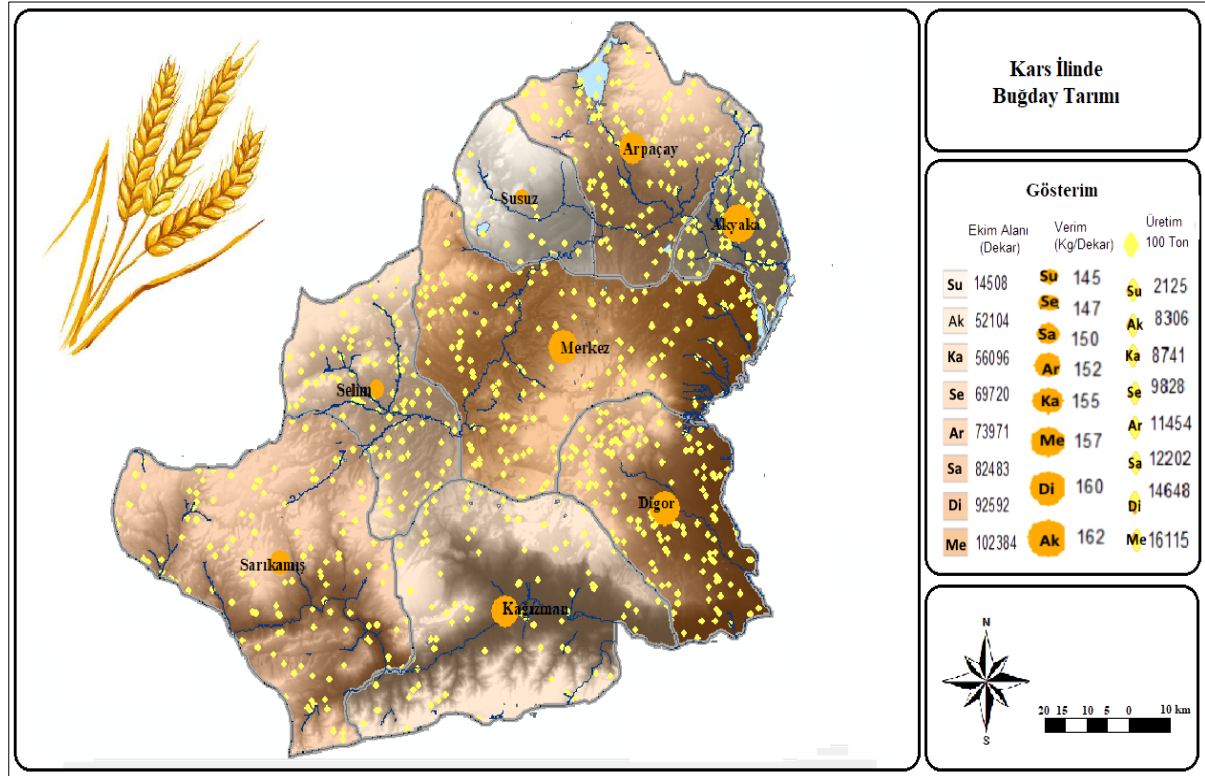 Kars İlinde
Buğday Tarımı
Arpaçay
Susuz
Akyaka
Merkez
Selim
Digor
Sarıkamış
Kağızman
Gösterim
Ekim Alanı
(Dekar)
Su 14508
Ak 52104
Ka 56096
Se 69720
Ar 73971
Sa 82483
Di 92592
Me 102384
Verim
(Kg/Dekar)
Su 145
Se 147
Sa 150
Ar 152
Ka 155
Me 157
Di 160
Ak 162
Üretim
100 Ton
Su 2125
Ak 8306
Ka 8741
Se 9828
Ar 11454
Sa 12202
Di 14648
Me 16115
N
S
20 15 10 5 0 10 km